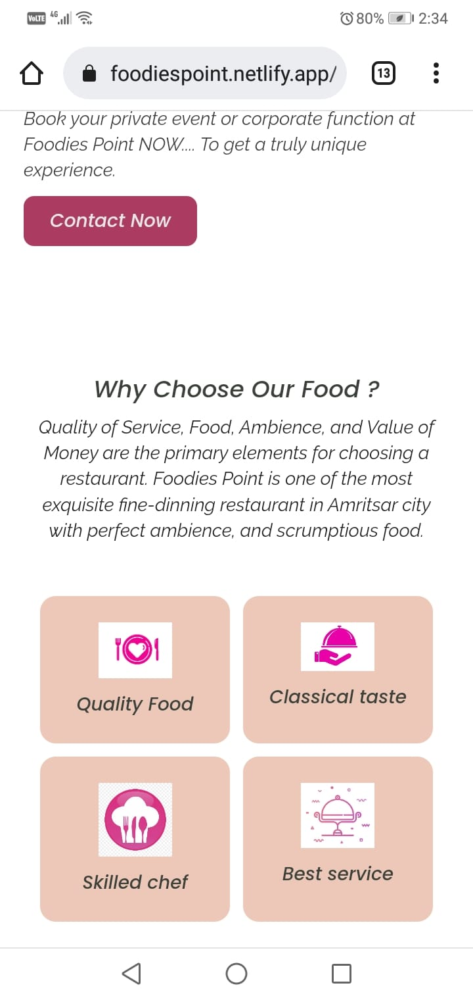 VoLTE 4G 80% 2:34
foodiespoint.netlify.app/ 13
Book your private event or corporate function at
Foodies Point NOW.... To get a truly unique
experience.
Contact Now
Why Choose Our Food ?
Quality of Service, Food, Ambience, and Value of
Money are the primary elements for choosing a
restaurant. Foodies Point is one of the most
exquisite fine-dinning restaurant in Amritsar city
with perfect ambience, and scrumptious food.
Quality Food
Classical taste
Skilled chef
Best service